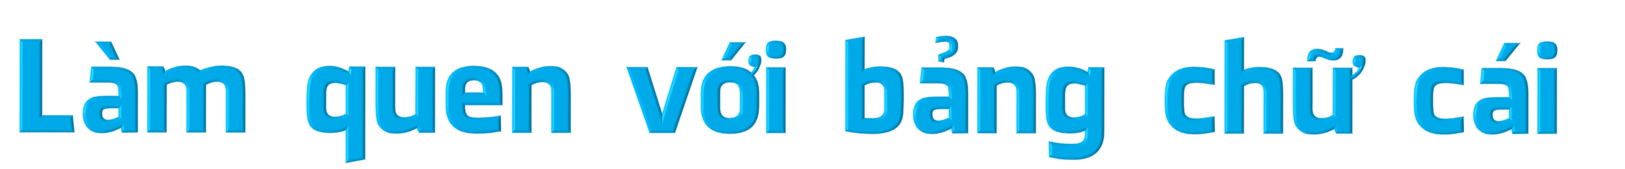 Làm quen với bảng chữ cái